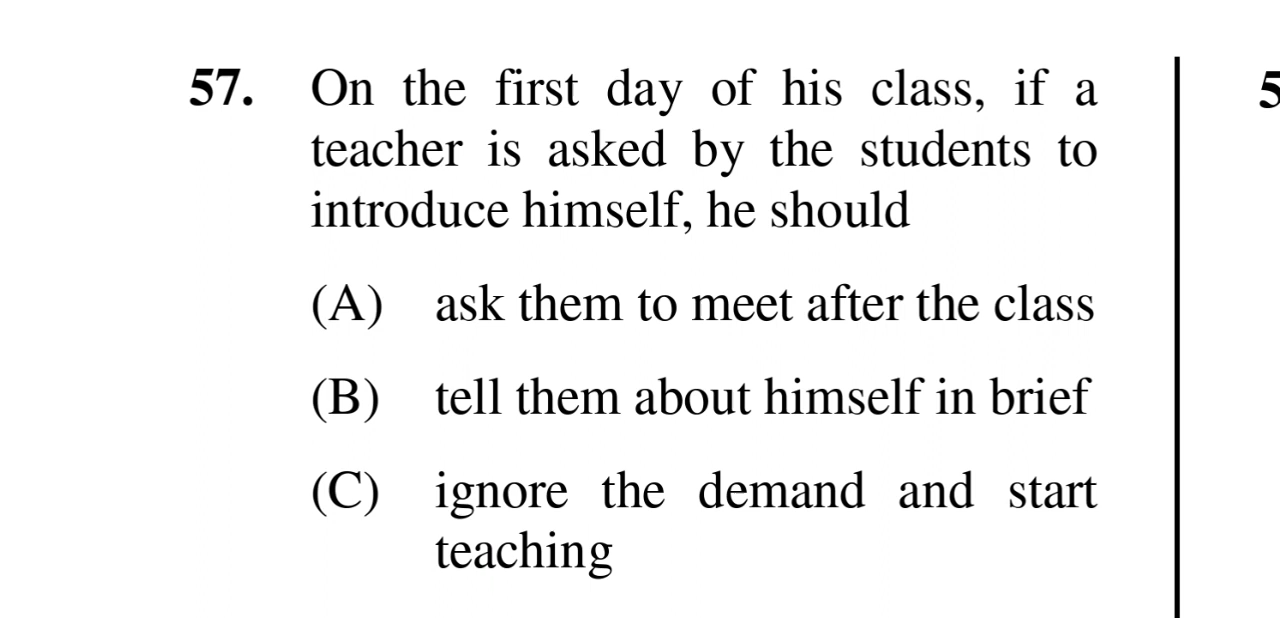 57. On the first day of his class, if a
teacher is asked by the students to
introduce himself, he should
(A) ask them to meet after the class
(B) tell them about himself in brief
(C) ignore the demand and start
teaching
5